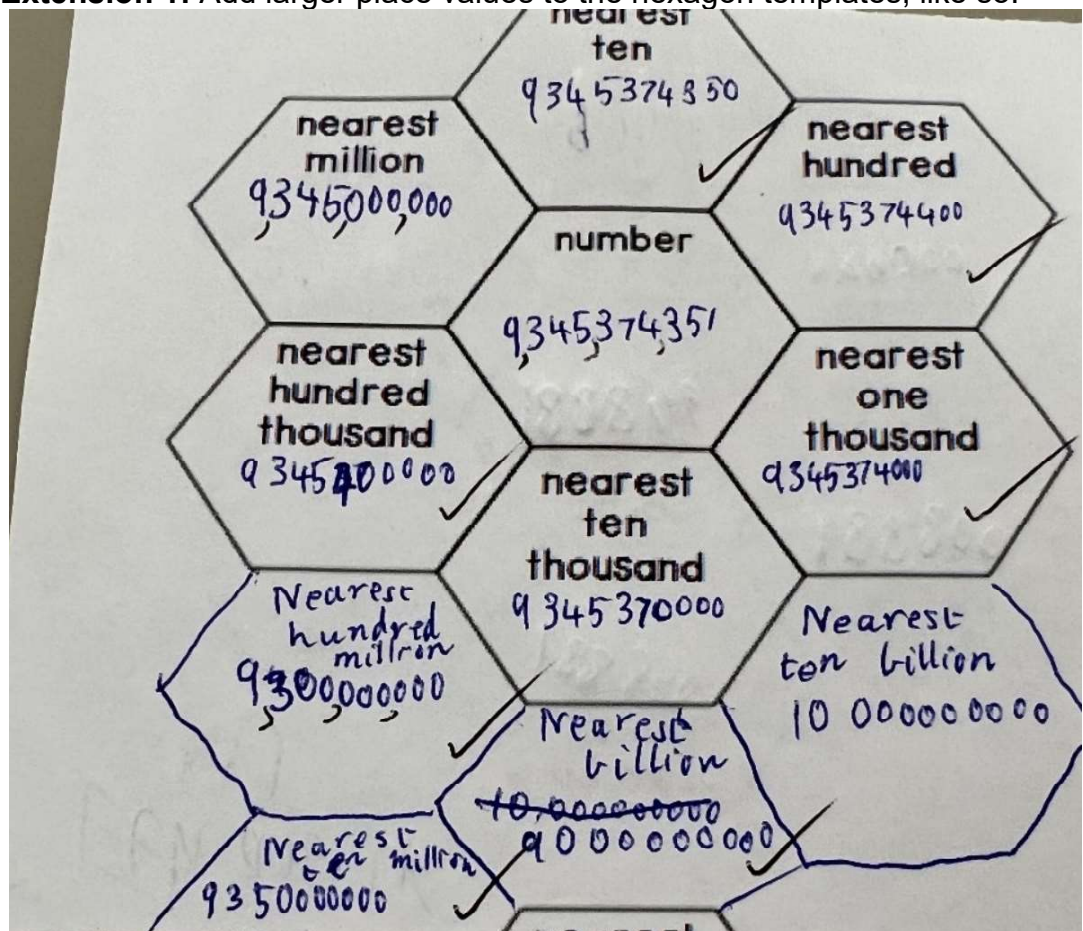 Add larger place values to the hexagon templates, like so:
nearest
ten
9345374350
nearest
million
9,345,000,000
nearest
hundred
9345374400
number
9,345,374,351
nearest
hundred
thousand
9345400000
nearest
one
thousand
9345374000
nearest
ten
thousand
9345370000
Nearest
hundred
million
9,300,000,000
Nearest
ten billion
10 000000000
Nearest
billion
10,000000000
9000000000
Nearest
ten million
9350000000